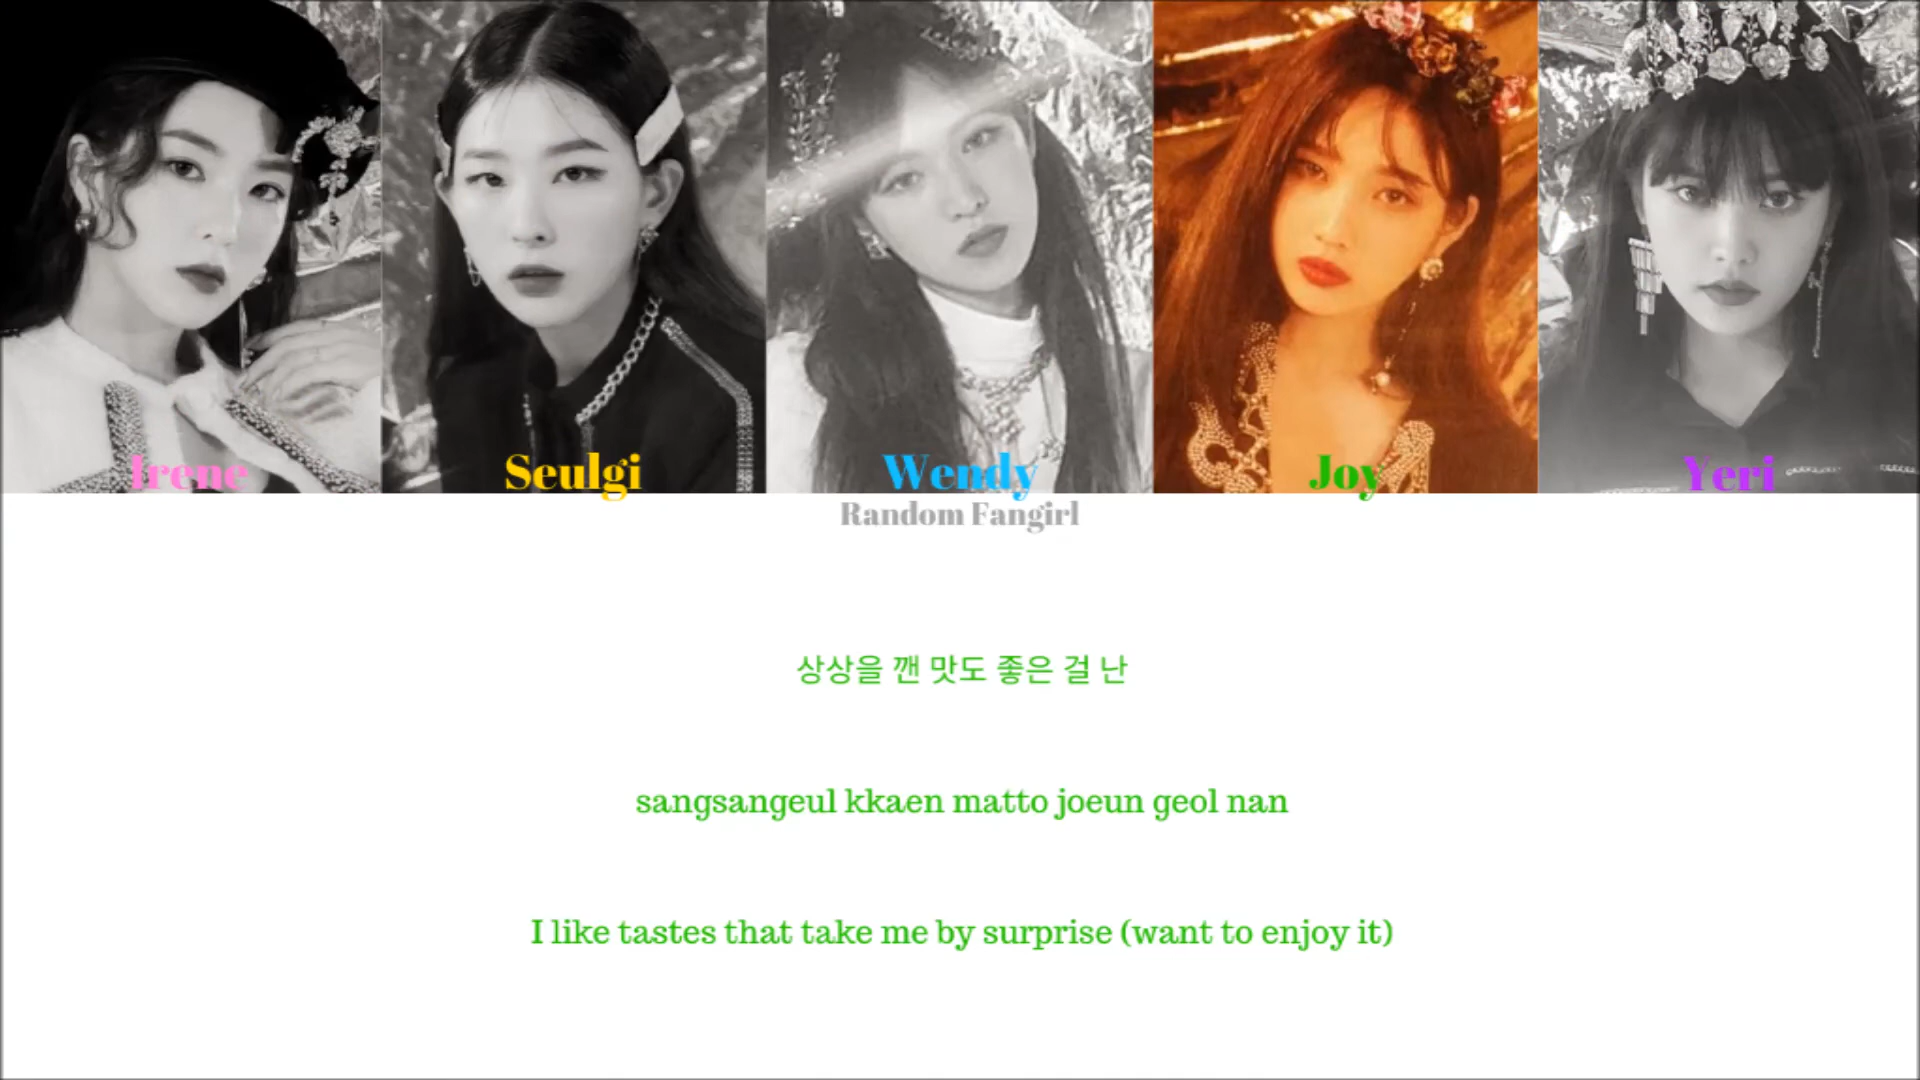 Irene
Seulgi
Wendy
Joy
Yeri
Random Fangirl
상상을 깬 맛도 좋은 걸 난
sangsangeul kkaen matto joeun geol nan
I like tastes that take me by surprise (want to enjoy it)